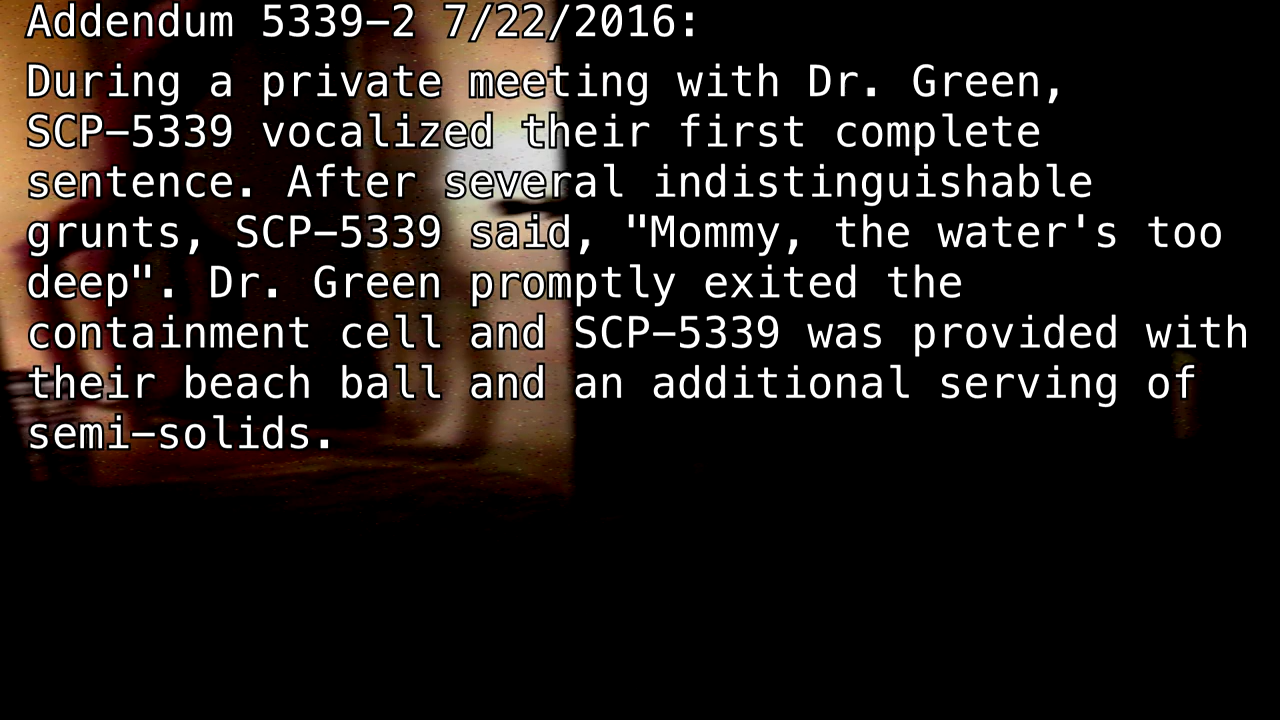 Addendum 5339-2 7/22/2016:
During a private meeting with Dr. Green,
SCP-5339 vocalized their first complete
sentence. After several indistinguishable
grunts, SCP-5339 said, "Mommy, the water's too
deep". Dr. Green promptly exited the
containment cell and SCP-5339 was provided with
their beach ball and an additional serving of
semi-solids.